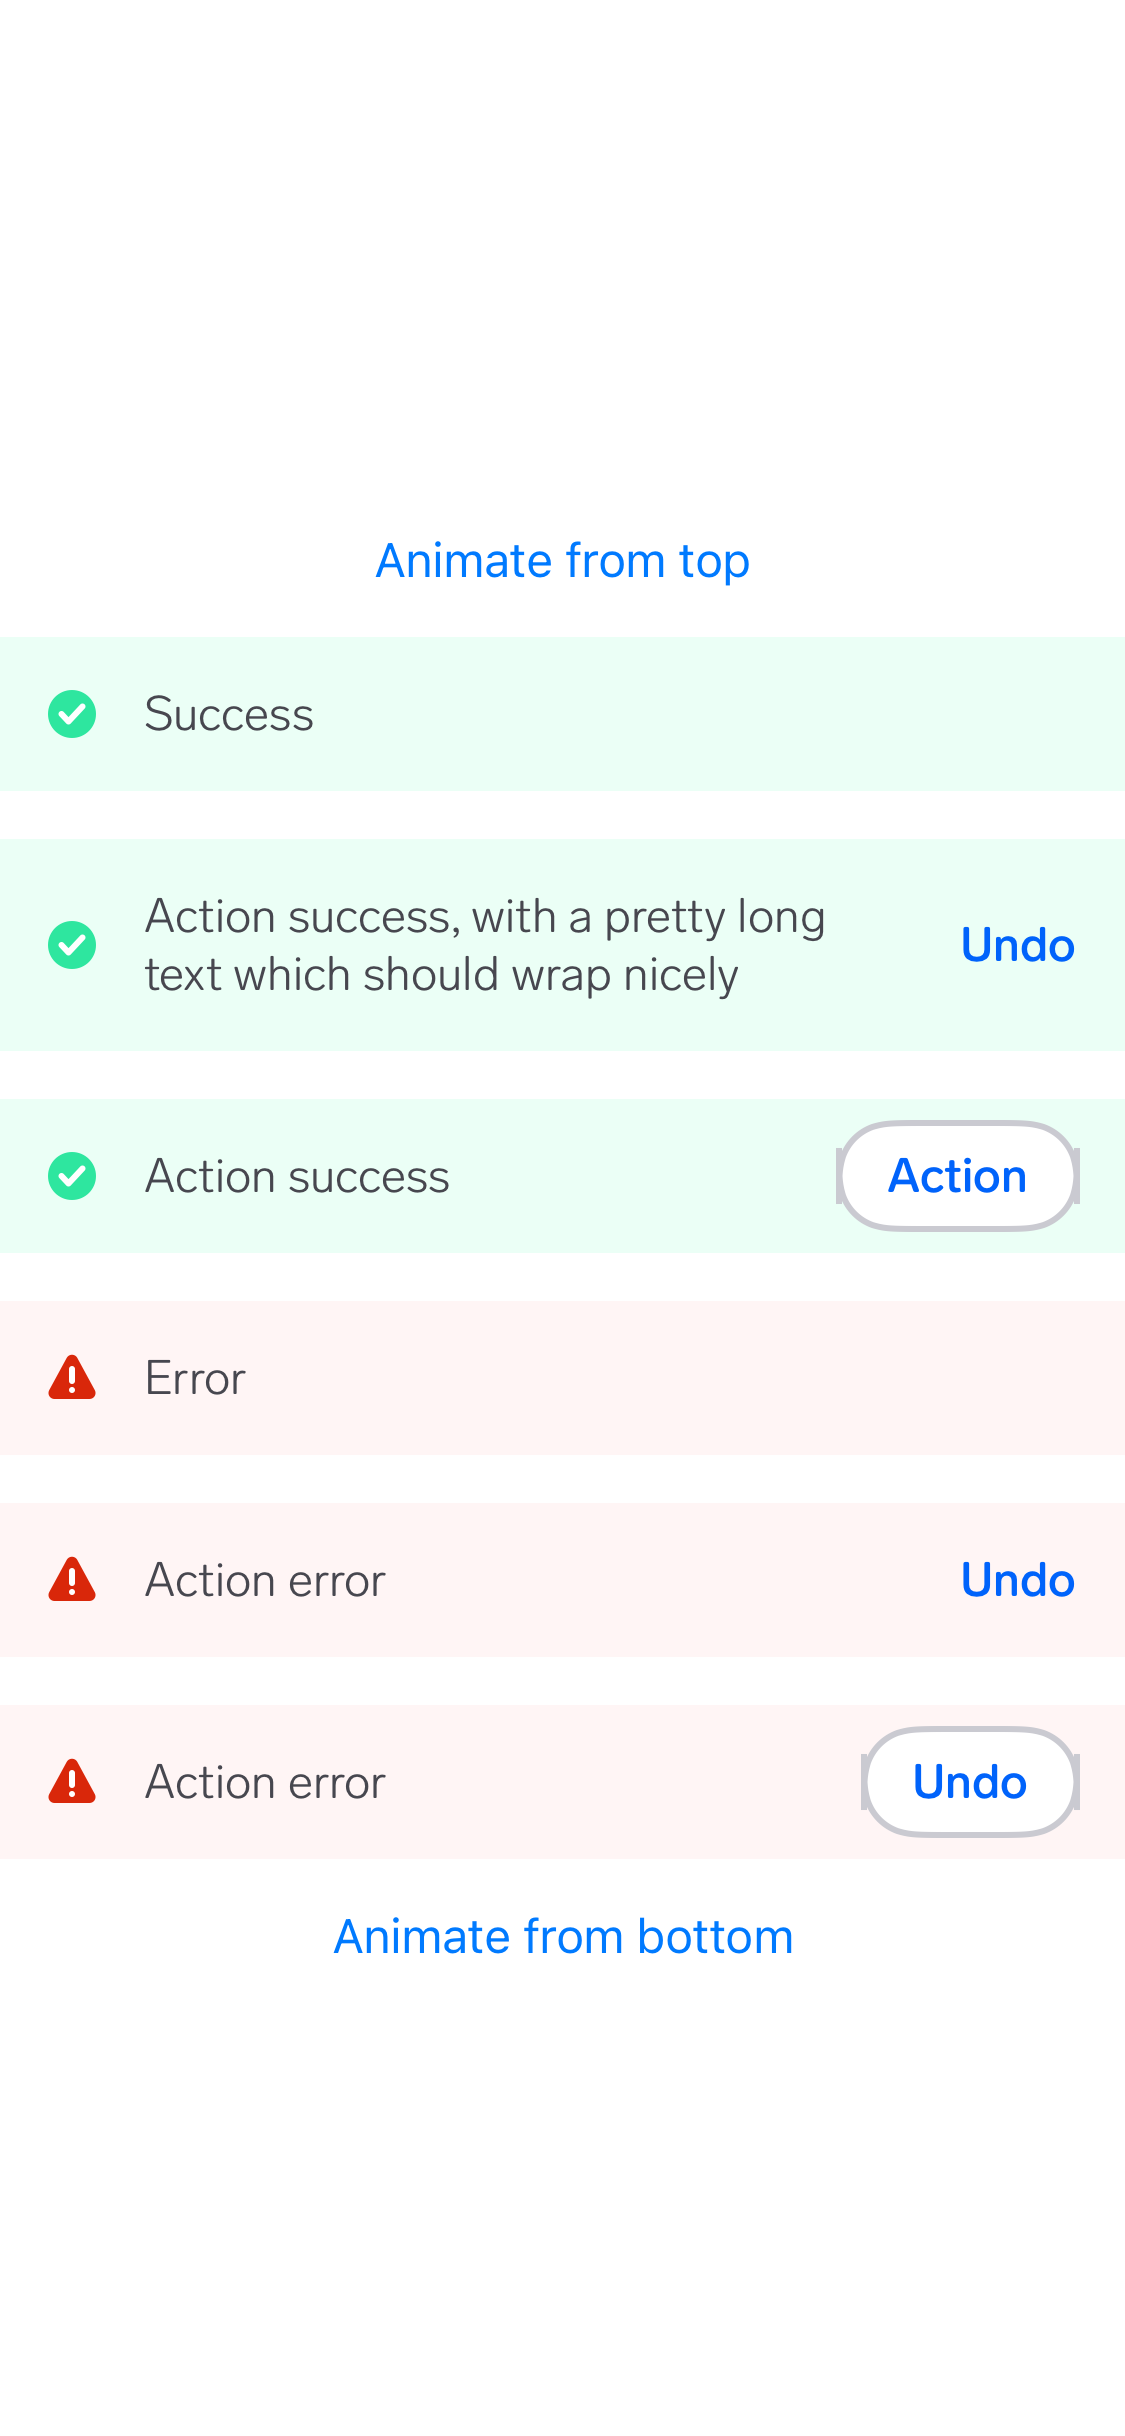 Animate from top
Success
Action success, with a pretty long
text which should wrap nicely
Undo
Action success
Action
Error
Action error
Undo
Action error
Undo
Animate from bottom